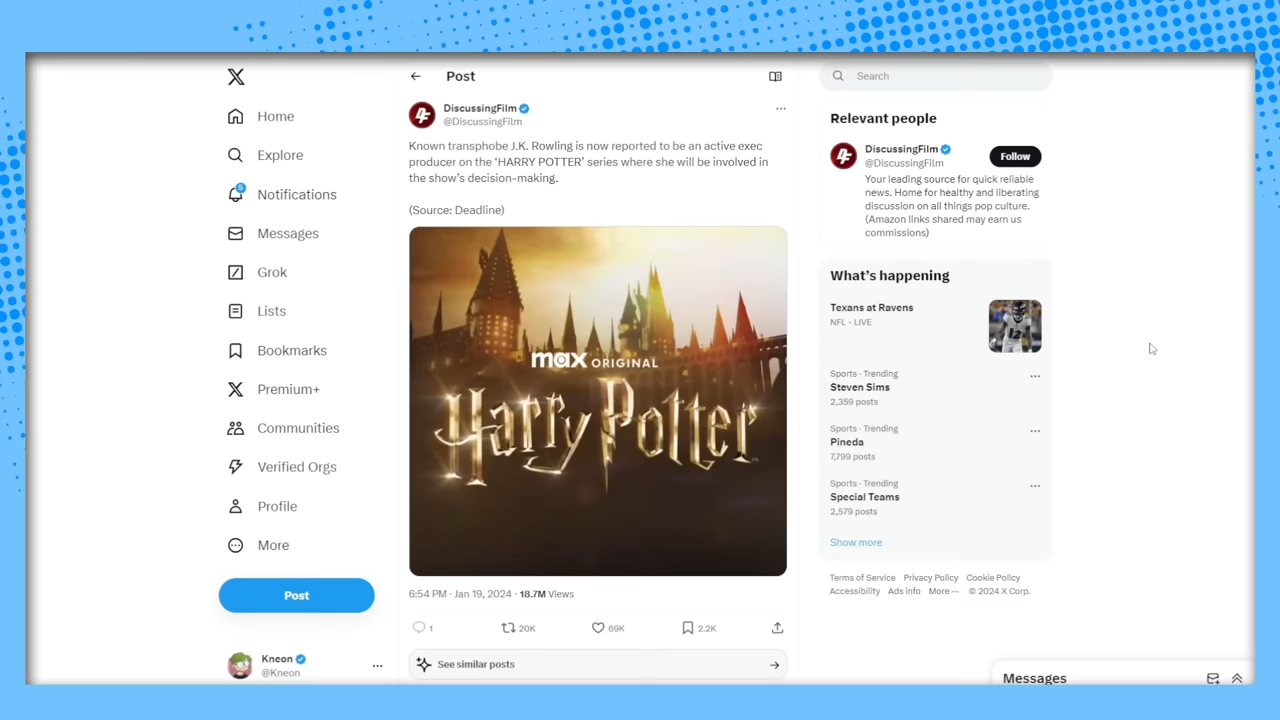 Home
Explore
5
Notifications
Messages
Grok
Lists
Bookmarks
Premium+
Communities
Verified Orgs
Profile
More
Post
Kneon
@Kneon
Post
DiscussingFilm
@DiscussingFilm
Known transphobe J.K. Rowling is now reported to be an active exec
producer on the ‘HARRY POTTER’ series where she will be involved in
the show’s decision-making.
(Source: Deadline)
max ORIGINAL
Harry Potter
6:54 PM · Jan 19, 2024 · 18.7M Views
1
20K
69K
2.2K
See similar posts
Search
Relevant people
DiscussingFilm
@DiscussingFilm
Follow
Your leading source for quick reliable
news. Home for healthy and liberating
discussion on all things pop culture.
(Amazon links shared may earn us
commissions)
What’s happening
Texans at Ravens
NFL · LIVE
Sports · Trending
Steven Sims
2,359 posts
Sports · Trending
Pineda
7,799 posts
Sports · Trending
Special Teams
2,579 posts
Show more
Terms of Service Privacy Policy Cookie Policy
Accessibility Ads info More ··· © 2024 X Corp.
Messages